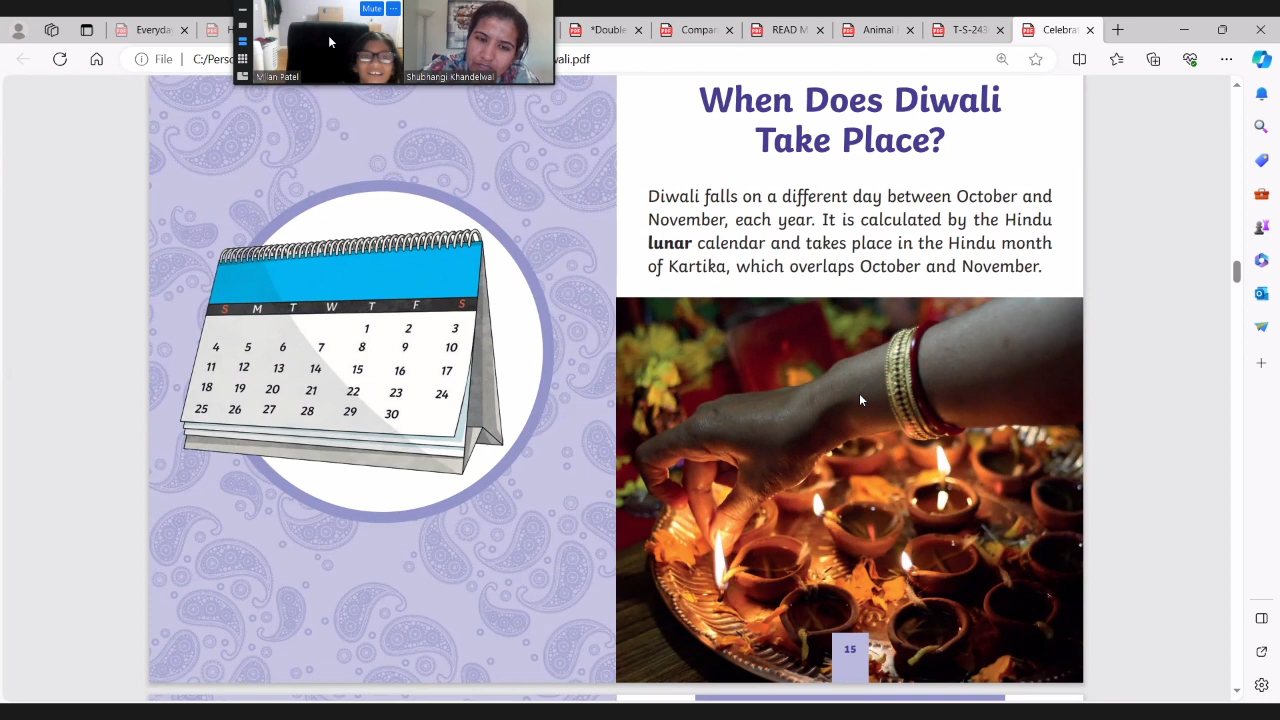 Everyday
H
*Double
Compar
READ M
Animal
T-S-243
Celebrat
File
C:/Perso
wali.pdf
Mute
Milan Patel
Shubhangi Khandelwal
When Does Diwali
Take Place?
Diwali falls on a different day between October and
November, each year. It is calculated by the Hindu
lunar calendar and takes place in the Hindu month
of Kartika, which overlaps October and November.
S M T W T F S
1 2 3
4 5 6 7 8 9 10
11 12 13 14 15 16 17
18 19 20 21 22 23 24
25 26 27 28 29 30
15